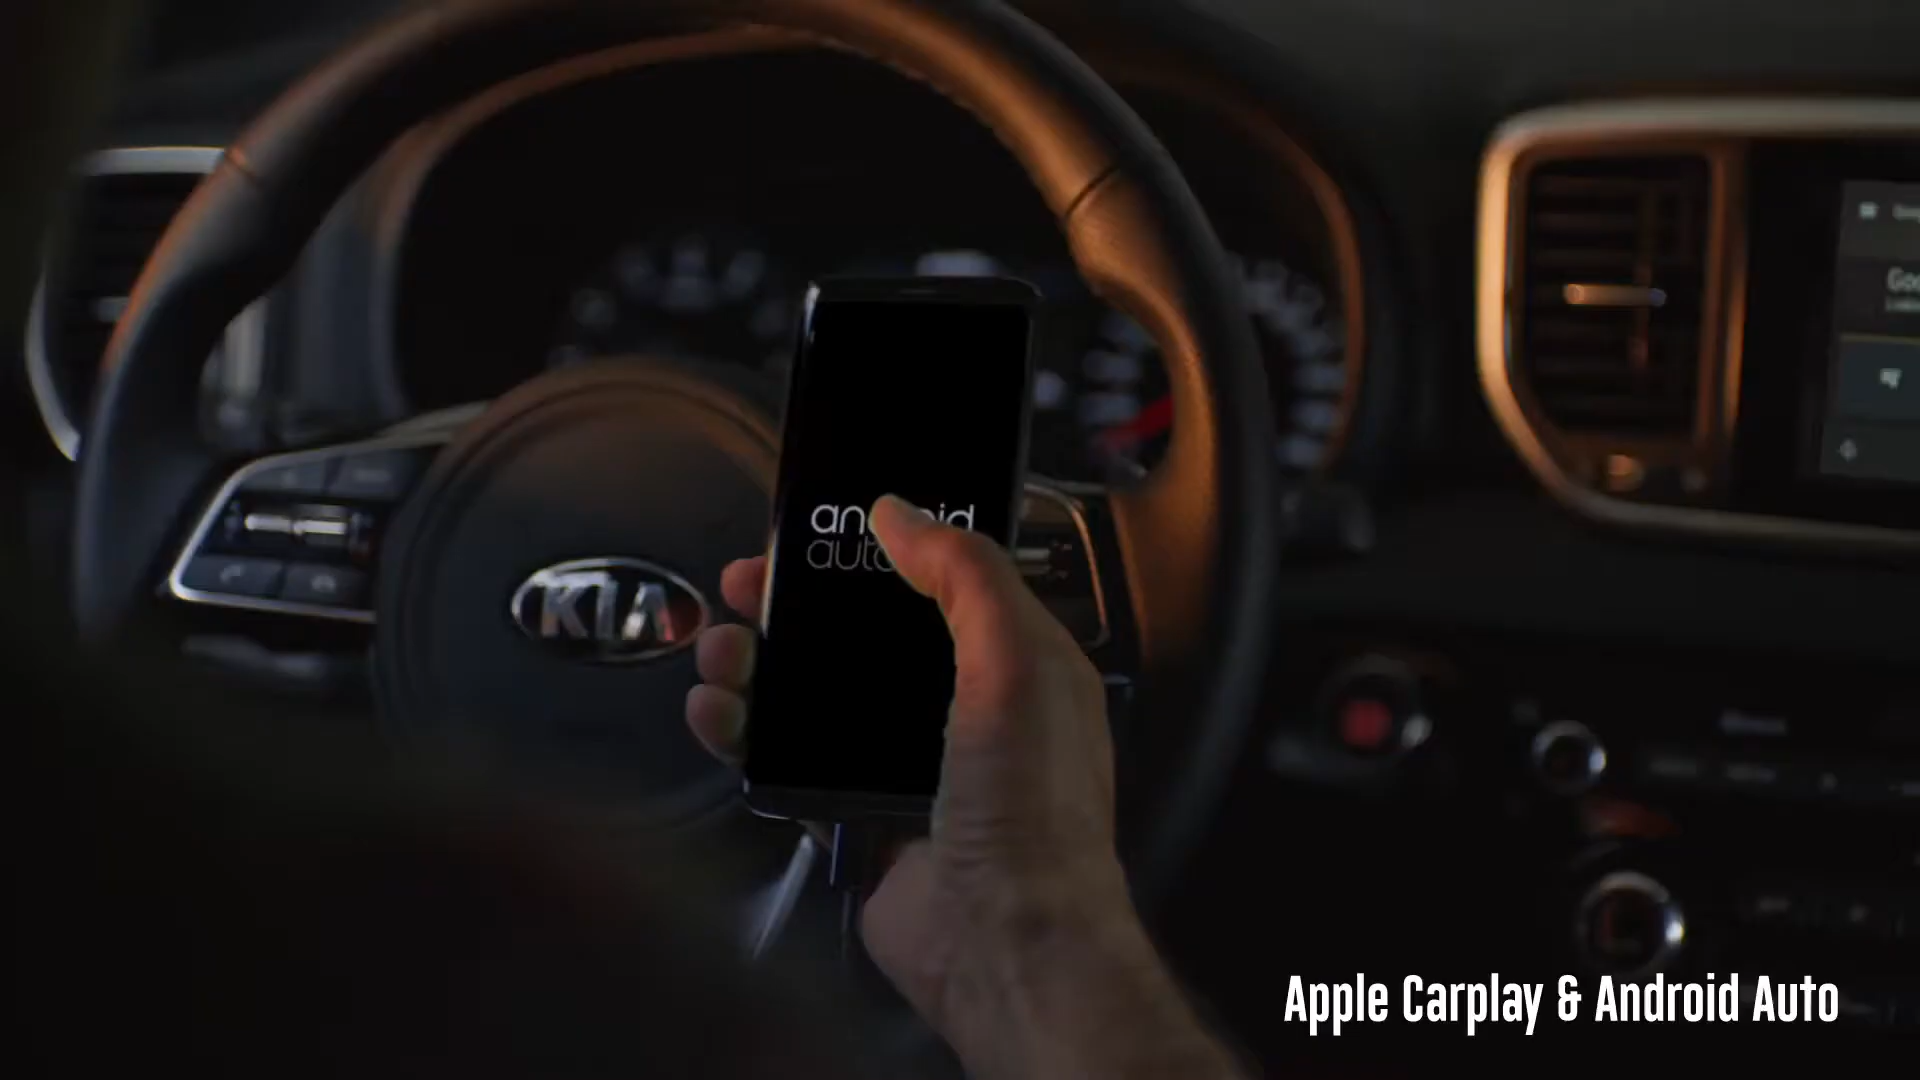 android
auto
KIA
Apple Carplay & Android Auto